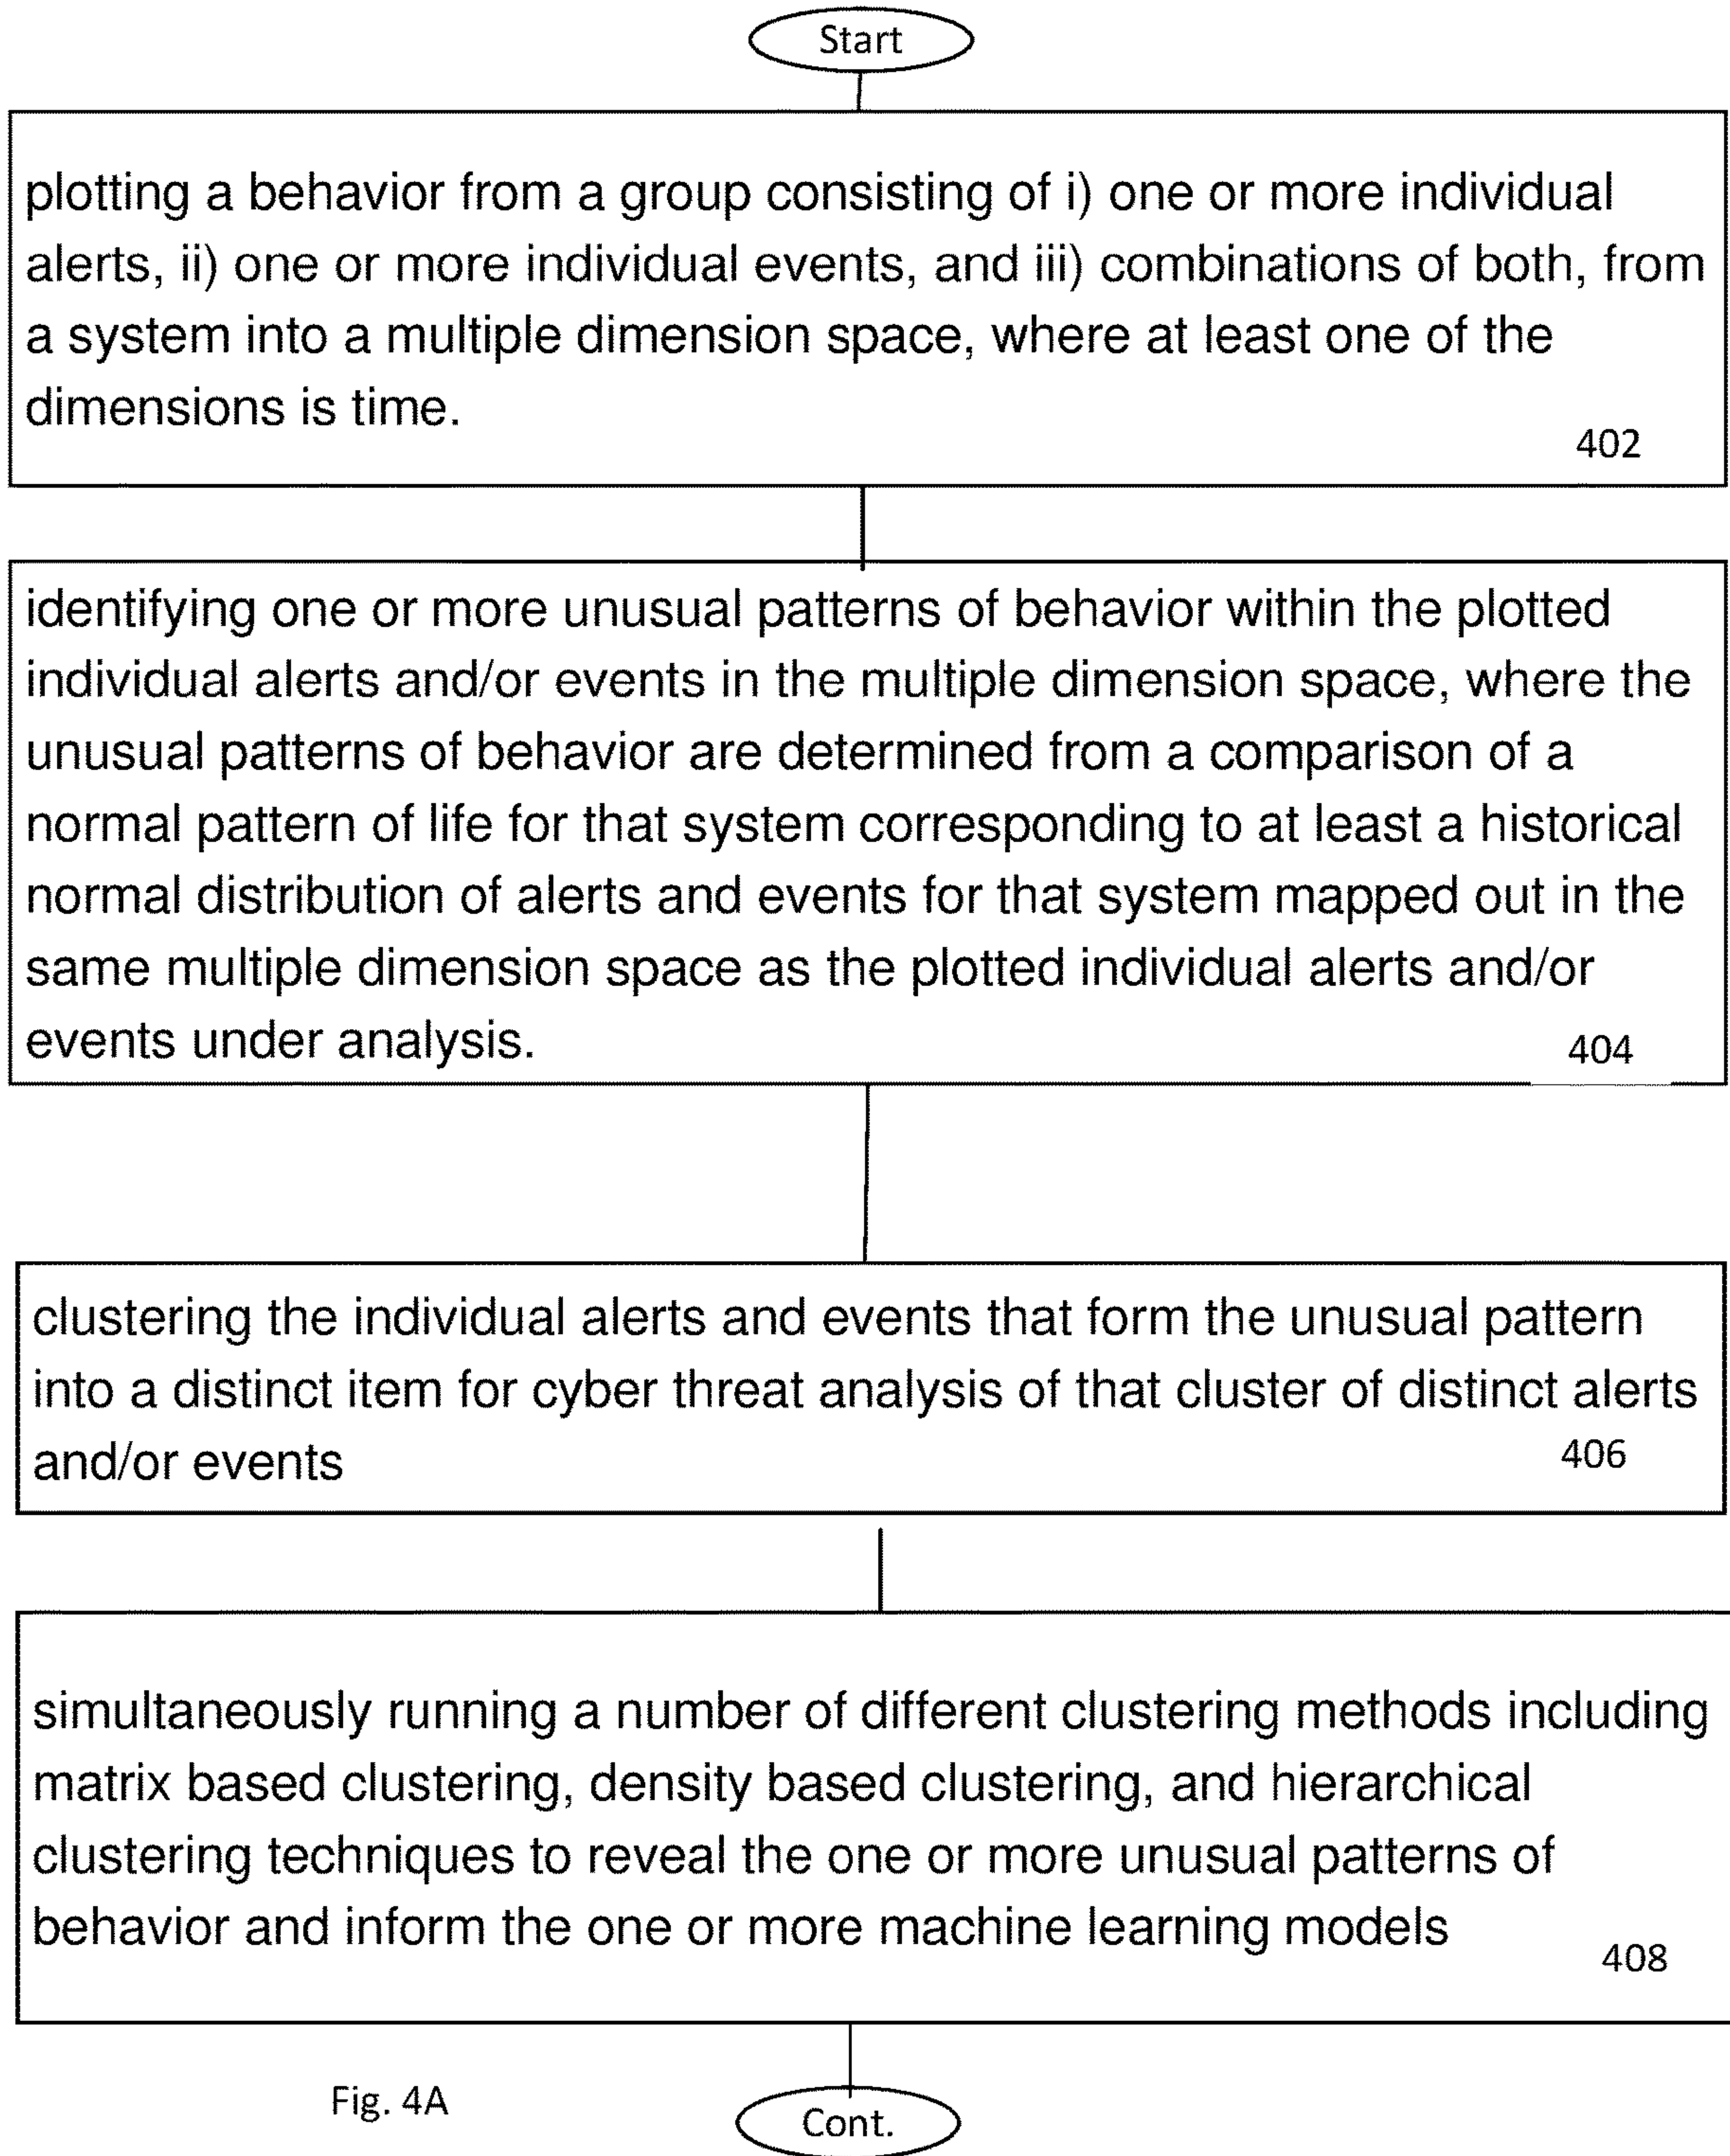 Start
plotting a behavior from a group consisting of i) one or more individual
alerts, ii) one or more individual events, and iii) combinations of both, from
a system into a multiple dimension space, where at least one of the
dimensions is time.
402
identifying one or more unusual patterns of behavior within the plotted
individual alerts and/or events in the multiple dimension space, where the
unusual patterns of behavior are determined from a comparison of a
normal pattern of life for that system corresponding to at least a historical
normal distribution of alerts and events for that system mapped out in the
same multiple dimension space as the plotted individual alerts and/or
events under analysis.
404
clustering the individual alerts and events that form the unusual pattern
into a distinct item for cyber threat analysis of that cluster of distinct alerts
and/or events
406
simultaneously running a number of different clustering methods including
matrix based clustering, density based clustering, and hierarchical
clustering techniques to reveal the one or more unusual patterns of
behavior and inform the one or more machine learning models
408
Fig. 4A
Cont.